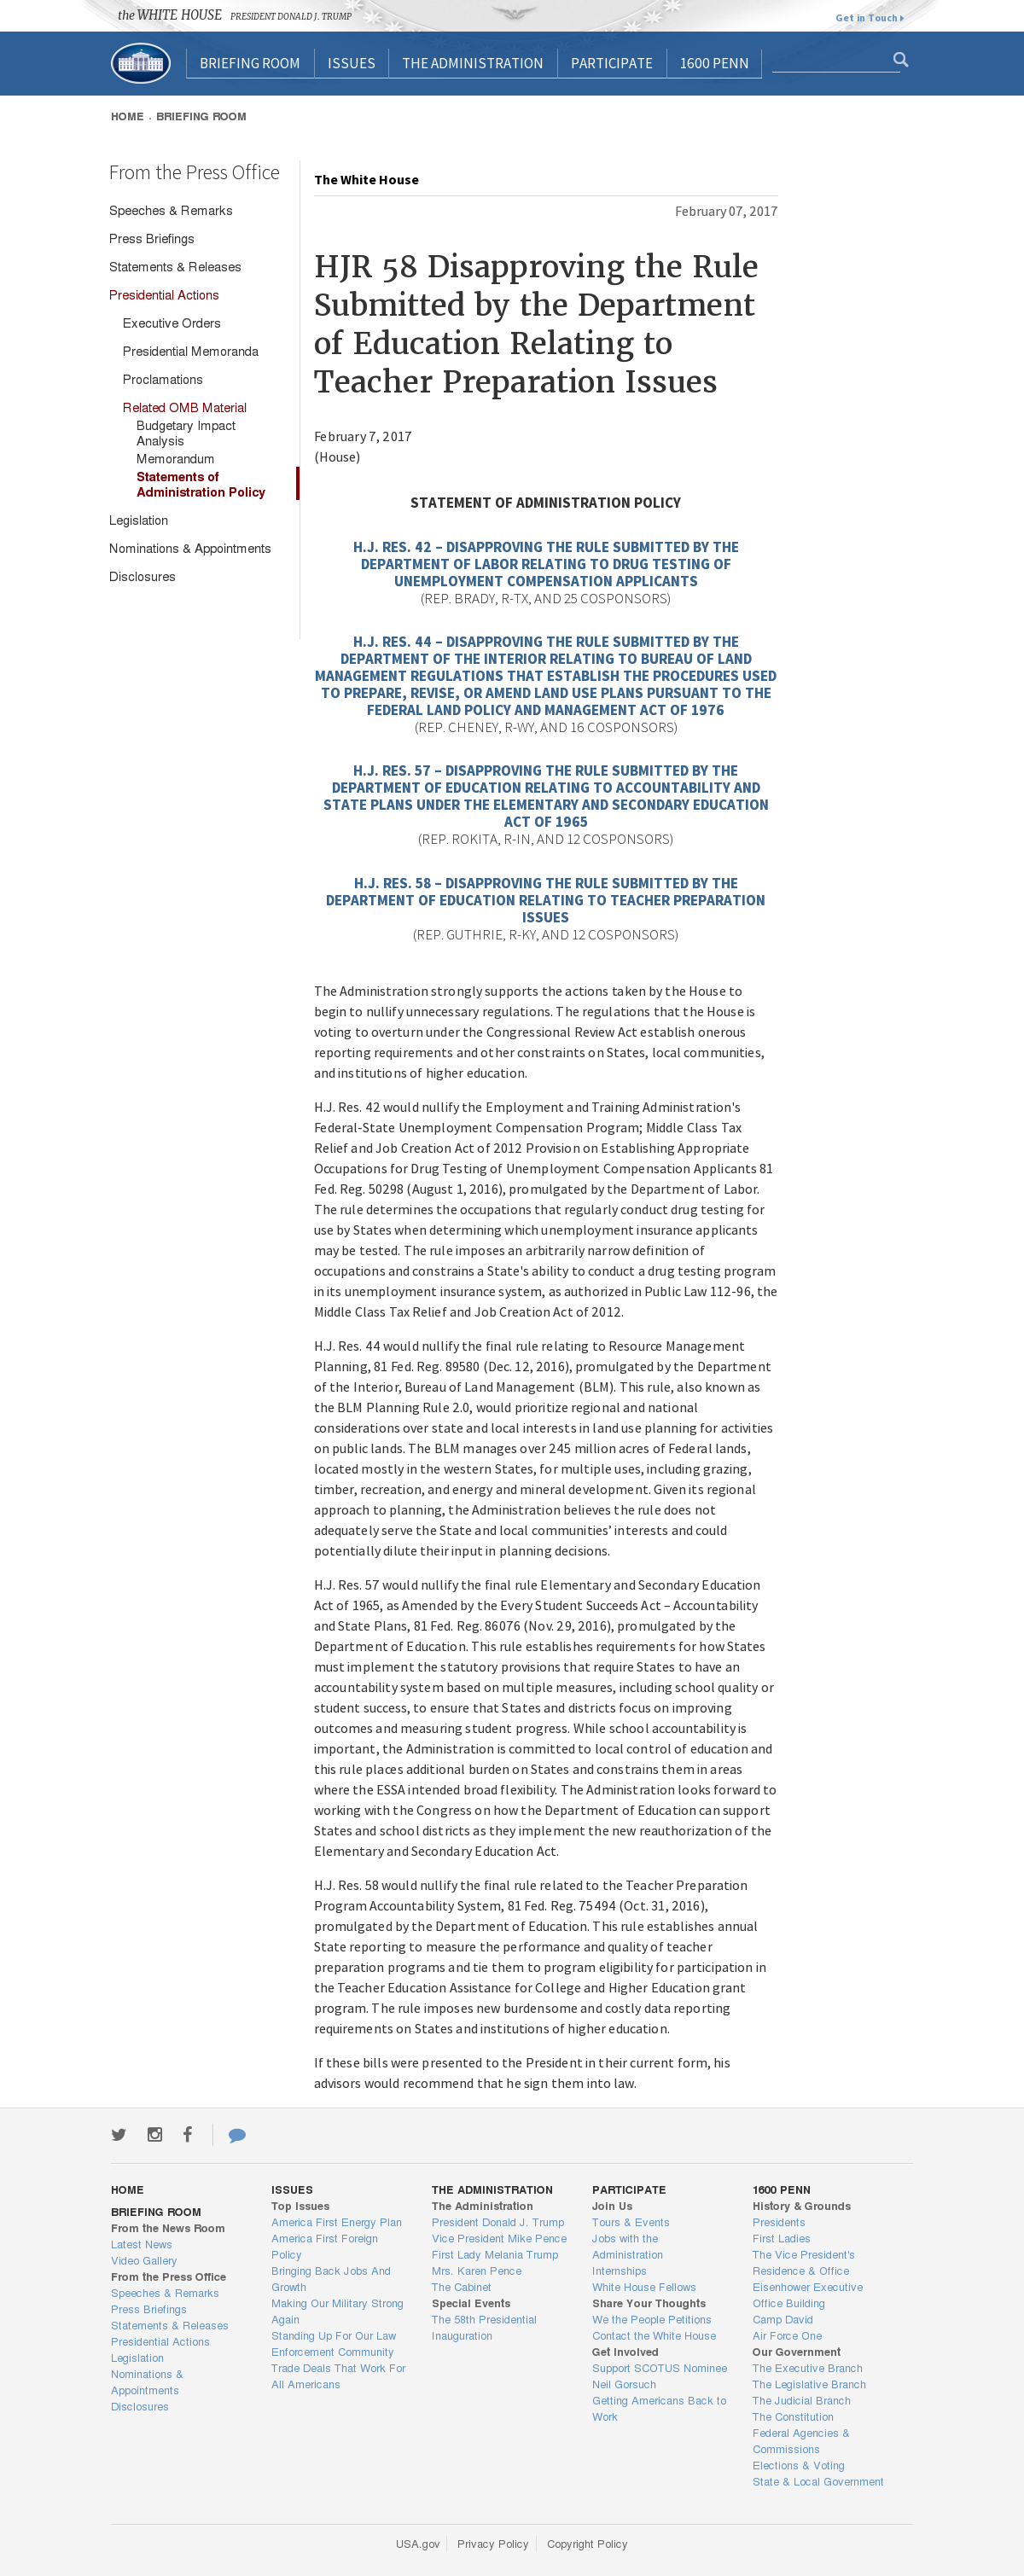 the WHITE HOUSE PRESIDENT DONALD J. TRUMP
Get in Touch
BRIEFING ROOM
ISSUES
THE ADMINISTRATION
PARTICIPATE
1600 PENN
HOME · BRIEFING ROOM
From the Press Office
Speeches & Remarks
Press Briefings
Statements & Releases
Presidential Actions
Executive Orders
Presidential Memoranda
Proclamations
Related OMB Material
Budgetary Impact
Analysis
Memorandum
Statements of
Administration Policy
Legislation
Nominations & Appointments
Disclosures
The White House
February 07, 2017
HJR 58 Disapproving the Rule
Submitted by the Department
of Education Relating to
Teacher Preparation Issues
February 7, 2017
(House)
STATEMENT OF ADMINISTRATION POLICY
H.J. RES. 42 – DISAPPROVING THE RULE SUBMITTED BY THE
DEPARTMENT OF LABOR RELATING TO DRUG TESTING OF
UNEMPLOYMENT COMPENSATION APPLICANTS
(REP. BRADY, R-TX, AND 25 COSPONSORS)
H.J. RES. 44 – DISAPPROVING THE RULE SUBMITTED BY THE
DEPARTMENT OF THE INTERIOR RELATING TO BUREAU OF LAND
MANAGEMENT REGULATIONS THAT ESTABLISH THE PROCEDURES USED
TO PREPARE, REVISE, OR AMEND LAND USE PLANS PURSUANT TO THE
FEDERAL LAND POLICY AND MANAGEMENT ACT OF 1976
(REP. CHENEY, R-WY, AND 16 COSPONSORS)
H.J. RES. 57 – DISAPPROVING THE RULE SUBMITTED BY THE
DEPARTMENT OF EDUCATION RELATING TO ACCOUNTABILITY AND
STATE PLANS UNDER THE ELEMENTARY AND SECONDARY EDUCATION
ACT OF 1965
(REP. ROKITA, R-IN, AND 12 COSPONSORS)
H.J. RES. 58 – DISAPPROVING THE RULE SUBMITTED BY THE
DEPARTMENT OF EDUCATION RELATING TO TEACHER PREPARATION
ISSUES
(REP. GUTHRIE, R-KY, AND 12 COSPONSORS)
The Administration strongly supports the actions taken by the House to
begin to nullify unnecessary regulations. The regulations that the House is
voting to overturn under the Congressional Review Act establish onerous
reporting requirements and other constraints on States, local communities,
and institutions of higher education.
H.J. Res. 42 would nullify the Employment and Training Administration's
Federal-State Unemployment Compensation Program; Middle Class Tax
Relief and Job Creation Act of 2012 Provision on Establishing Appropriate
Occupations for Drug Testing of Unemployment Compensation Applicants 81
Fed. Reg. 50298 (August 1, 2016), promulgated by the Department of Labor.
The rule determines the occupations that regularly conduct drug testing for
use by States when determining which unemployment insurance applicants
may be tested. The rule imposes an arbitrarily narrow definition of
occupations and constrains a State's ability to conduct a drug testing program
in its unemployment insurance system, as authorized in Public Law 112-96, the
Middle Class Tax Relief and Job Creation Act of 2012.
H.J. Res. 44 would nullify the final rule relating to Resource Management
Planning, 81 Fed. Reg. 89580 (Dec. 12, 2016), promulgated by the Department
of the Interior, Bureau of Land Management (BLM). This rule, also known as
the BLM Planning Rule 2.0, would prioritize regional and national
considerations over state and local interests in land use planning for activities
on public lands. The BLM manages over 245 million acres of Federal lands,
located mostly in the western States, for multiple uses, including grazing,
timber, recreation, and energy and mineral development. Given its regional
approach to planning, the Administration believes the rule does not
adequately serve the State and local communities’ interests and could
potentially dilute their input in planning decisions.
H.J. Res. 57 would nullify the final rule Elementary and Secondary Education
Act of 1965, as Amended by the Every Student Succeeds Act – Accountability
and State Plans, 81 Fed. Reg. 86076 (Nov. 29, 2016), promulgated by the
Department of Education. This rule establishes requirements for how States
must implement the statutory provisions that require States to have an
accountability system based on multiple measures, including school quality or
student success, to ensure that States and districts focus on improving
outcomes and measuring student progress. While school accountability is
important, the Administration is committed to local control of education and
this rule places additional burden on States and constrains them in areas
where the ESSA intended broad flexibility. The Administration looks forward to
working with the Congress on how the Department of Education can support
States and school districts as they implement the new reauthorization of the
Elementary and Secondary Education Act.
H.J. Res. 58 would nullify the final rule related to the Teacher Preparation
Program Accountability System, 81 Fed. Reg. 75494 (Oct. 31, 2016),
promulgated by the Department of Education. This rule establishes annual
State reporting to measure the performance and quality of teacher
preparation programs and tie them to program eligibility for participation in
the Teacher Education Assistance for College and Higher Education grant
program. The rule imposes new burdensome and costly data reporting
requirements on States and institutions of higher education.
If these bills were presented to the President in their current form, his
advisors would recommend that he sign them into law.
HOME
BRIEFING ROOM
From the News Room
Latest News
Video Gallery
From the Press Office
Speeches & Remarks
Press Briefings
Statements & Releases
Presidential Actions
Legislation
Nominations &
Appointments
Disclosures
ISSUES
Top Issues
America First Energy Plan
America First Foreign
Policy
Bringing Back Jobs And
Growth
Making Our Military Strong
Again
Standing Up For Our Law
Enforcement Community
Trade Deals That Work For
All Americans
THE ADMINISTRATION
The Administration
President Donald J. Trump
Vice President Mike Pence
First Lady Melania Trump
Mrs. Karen Pence
The Cabinet
Special Events
The 58th Presidential
Inauguration
PARTICIPATE
Join Us
Tours & Events
Jobs with the
Administration
Internships
White House Fellows
Share Your Thoughts
We the People Petitions
Contact the White House
Get Involved
Support SCOTUS Nominee
Neil Gorsuch
Getting Americans Back to
Work
1600 PENN
History & Grounds
Presidents
First Ladies
The Vice President's
Residence & Office
Eisenhower Executive
Office Building
Camp David
Air Force One
Our Government
The Executive Branch
The Legislative Branch
The Judicial Branch
The Constitution
Federal Agencies &
Commissions
Elections & Voting
State & Local Government
USA.gov
Privacy Policy
Copyright Policy